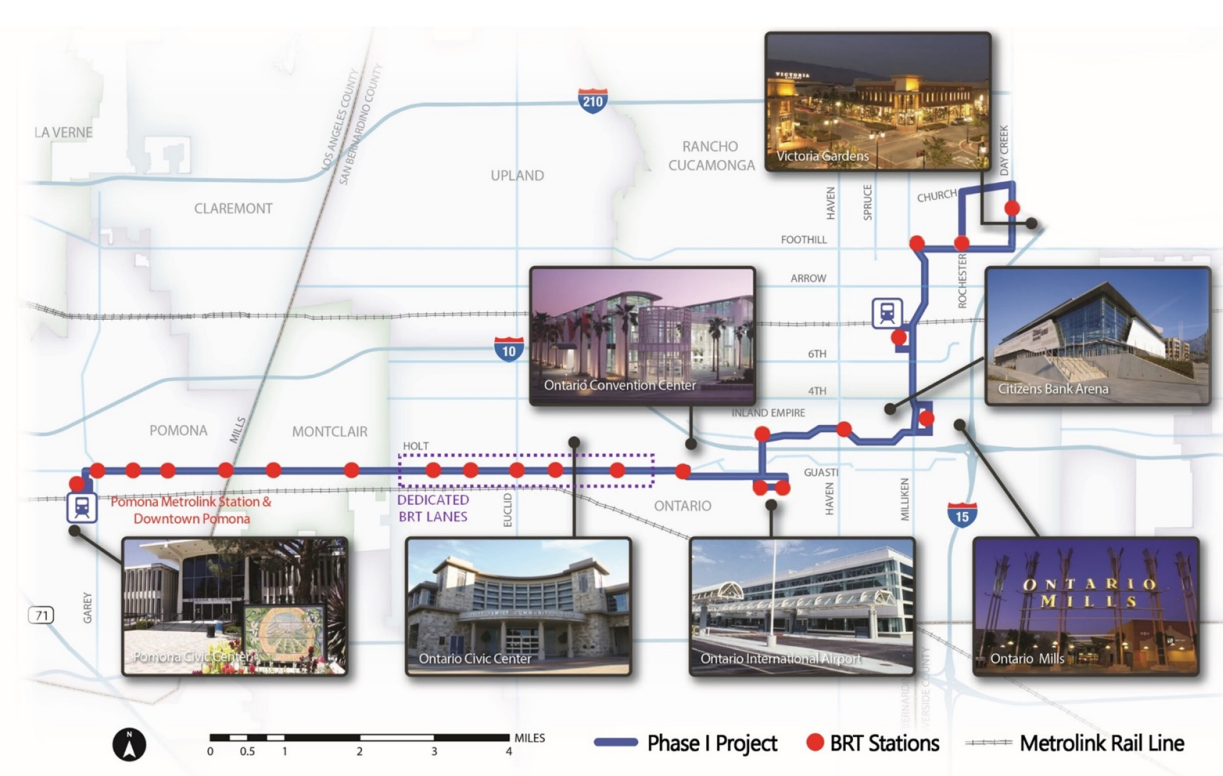 210
VICTORIA
Victoria Gardens
LA VERNE
LOS ANGELES COUNTY
SAN BERNARDINO COUNTY
RANCHO
CUCAMONGA
UPLAND
CLAREMONT
HAVEN
SPRUCE
CHURCH
DAY CREEK
FOOTHILL
ARROW
ROCHESTER
10
Ontario Convention Center
6TH
4TH
Citizens Bank Arena
INLAND EMPIRE
POMONA
MILLS
MONTCLAIR
HOLT
GUASTI
Pomona Metrolink Station &
Downtown Pomona
DEDICATED
BRT LANES
EUCLID
ONTARIO
HAVEN
MILLIKEN
15
71
GAREY
Pomona Civic Center
Ontario Civic Center
Ontario International Airport
ONTARIO
MILLS
Ontario Mills
RIVERSIDE COUNTY
N
0 0.5 1 2 3 4 MILES
Phase I Project
BRT Stations
Metrolink Rail Line